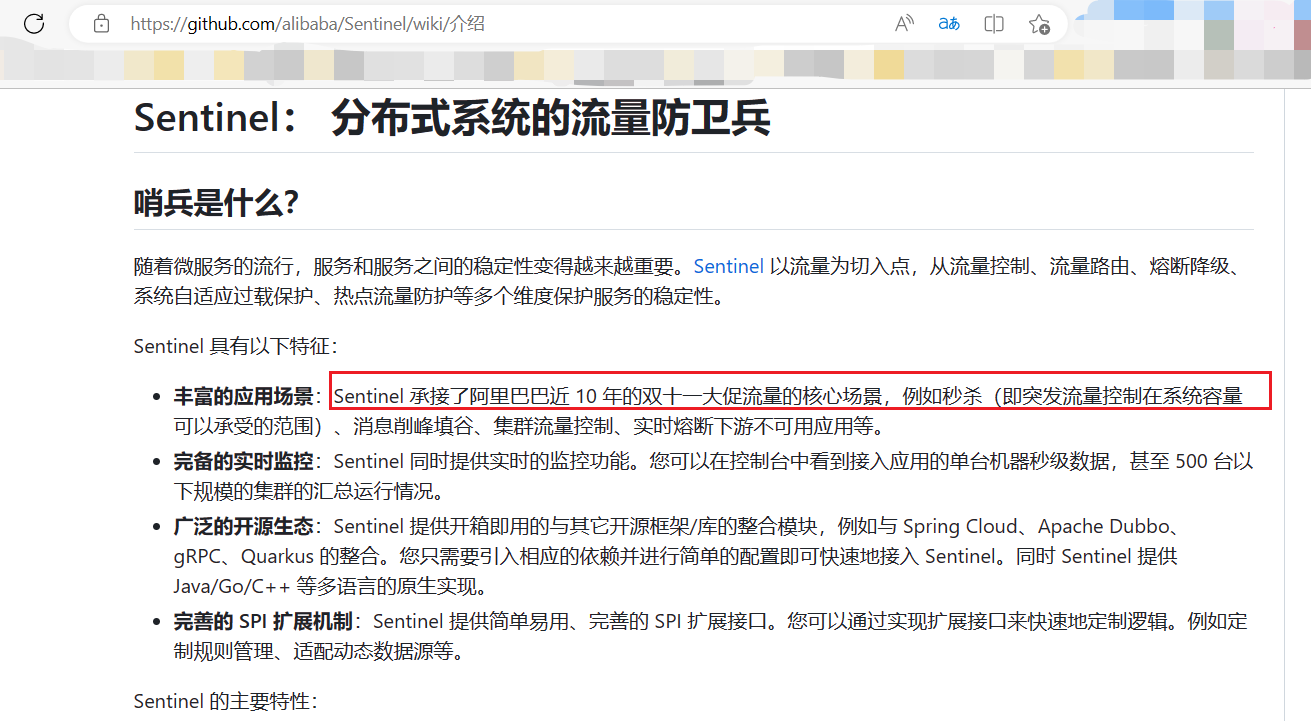 https://github.com/alibaba/Sentinel/wiki/介绍
Sentinel： 分布式系统的流量防卫兵
哨兵是什么？
随着微服务的流行，服务和服务之间的稳定性变得越来越重要。Sentinel 以流量为切入点，从流量控制、流量路由、熔断降级、
系统自适应过载保护、热点流量防护等多个维度保护服务的稳定性。
Sentinel 具有以下特征：
• 丰富的应用场景：Sentinel 承接了阿里巴巴近 10 年的双十一大促流量的核心场景，例如秒杀（即突发流量控制在系统容量
可以承受的范围）、消息削峰填谷、集群流量控制、实时熔断下游不可用应用等。
• 完备的实时监控：Sentinel 同时提供实时的监控功能。您可以在控制台中看到接入应用的单台机器秒级数据，甚至 500 台以
下规模的集群的汇总运行情况。
• 广泛的开源生态：Sentinel 提供开箱即用的与其它开源框架/库的整合模块，例如与 Spring Cloud、Apache Dubbo、
gRPC、Quarkus 的整合。您只需要引入相应的依赖并进行简单的配置即可快速地接入 Sentinel。同时 Sentinel 提供
Java/Go/C++ 等多语言的原生实现。
• 完善的 SPI 扩展机制：Sentinel 提供简单易用、完善的 SPI 扩展接口。您可以通过实现扩展接口来快速地定制逻辑。例如定
制规则管理、适配动态数据源等。
Sentinel 的主要特性：